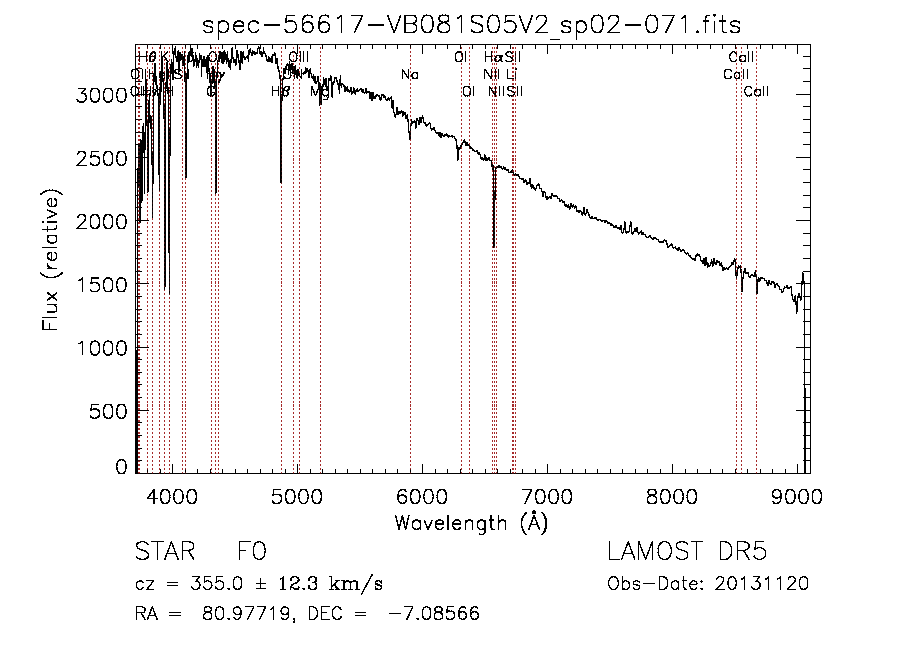 spec-56617-VB081S05V2_sp02-071.fits
OIII OI Hα SII CaII
Na NII Li CaII
Hβ Mg OI NII SII CaII
3000
2500
2000
1500
1000
500
0
Flux (relative)
4000 5000 6000 7000 8000 9000
Wavelength (Å)
STAR F0 LAMOST DR5
cz = 355.0 ± 12.3 km/s Obs-Date: 20131120
RA = 80.97719, DEC = -7.08566